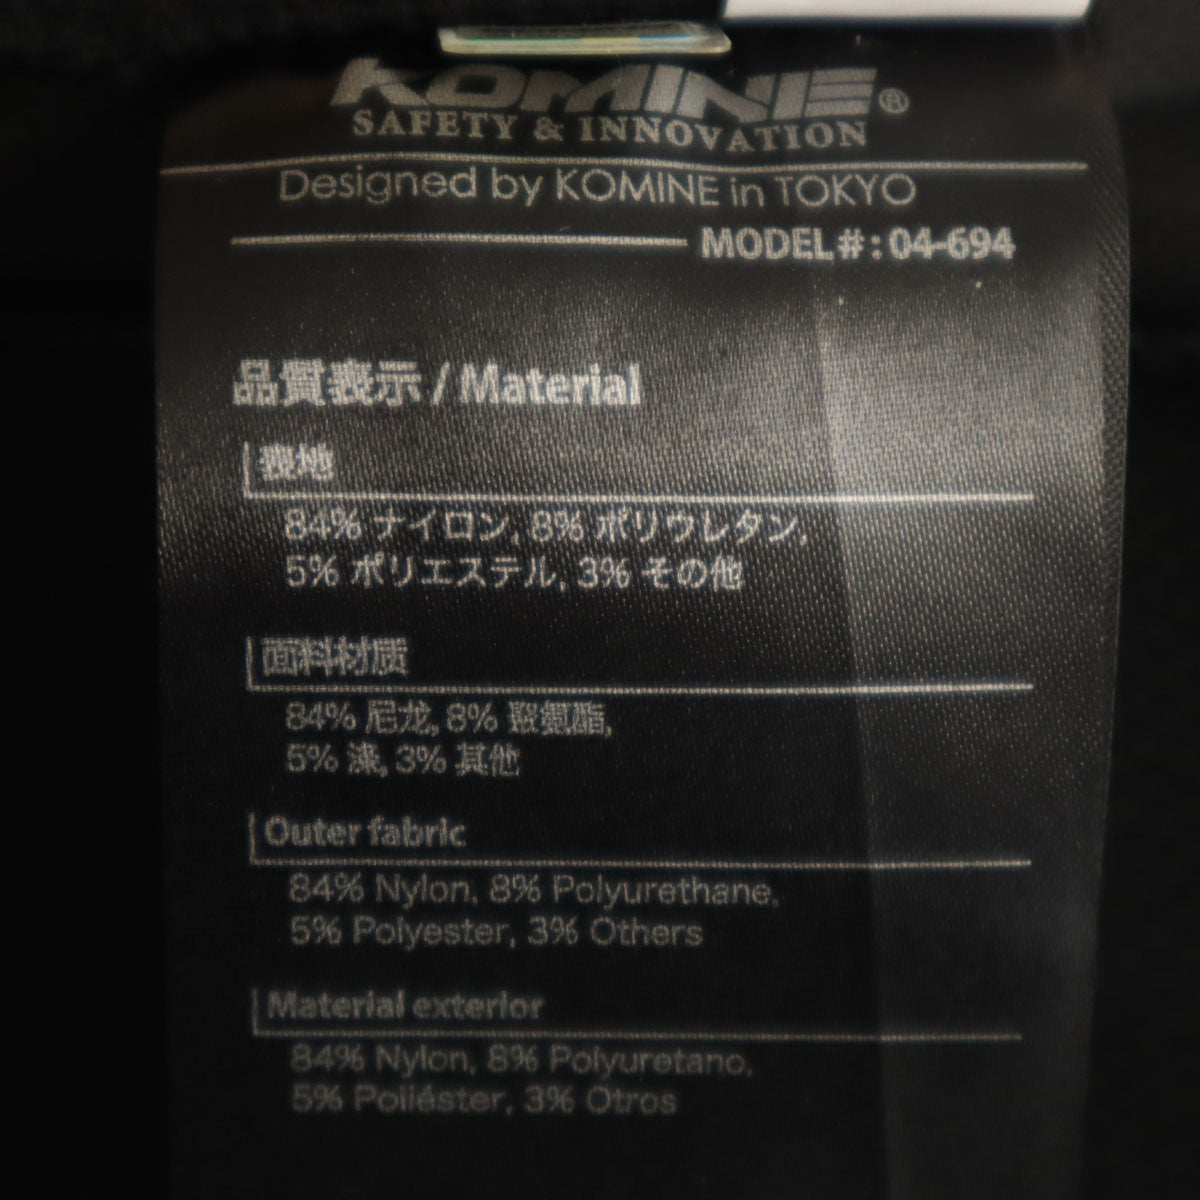 KOMINE®
SAFETY & INNOVATION
Designed by KOMINE in TOKYO
MODEL#: 04-694
品質表示 / Material
表地
84% ナイロン, 8% ポリウレタン,
5% ポリエステル, 3% その他
面料材质
84% 尼龙, 8% 聚氨酯,
5% 涤, 3% 其他
Outer fabric
84% Nylon, 8% Polyurethane,
5% Polyester, 3% Others
Material exterior
84% Nylon, 8% Polyuretano,
5% Poliéster, 3% Otros